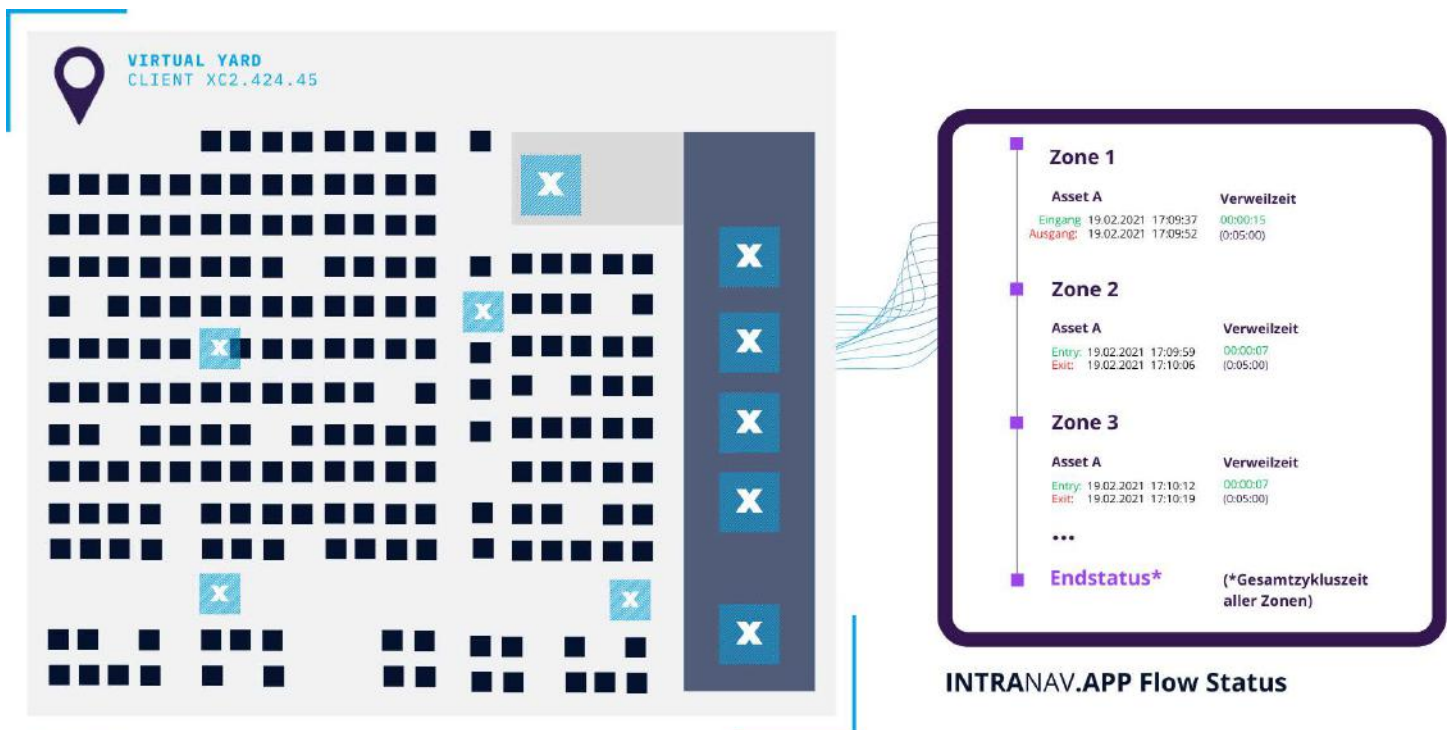 VIRTUAL YARD
CLIENT XC2.424.45
X
X
X
X
X
X
X
X
X
X
Zone 1
Asset A Verweilzeit
Eingang 19.02.2021 17:09:37 00:00:15
Ausgang: 19.02.2021 17:09:52 (0:05:00)
Zone 2
Asset A Verweilzeit
Entry: 19.02.2021 17:09:59 00:00:07
Exit: 19.02.2021 17:10:06 (0:05:00)
Zone 3
Asset A Verweilzeit
Entry: 19.02.2021 17:10:12 00:00:07
Exit: 19.02.2021 17:10:19 (0:05:00)
...
Endstatus* (*Gesamtzykluszeit
aller Zonen)
INTRANAV.APP Flow Status